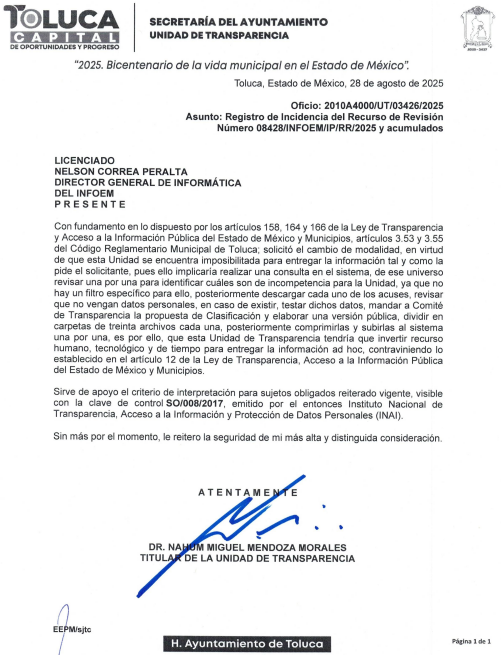 TOLUCA
CAPITAL
DE OPORTUNIDADES Y PROGRESO
SECRETARÍA DEL AYUNTAMIENTO
UNIDAD DE TRANSPARENCIA
“2025. Bicentenario de la vida municipal en el Estado de México”.
Toluca, Estado de México, 28 de agosto de 2025
Oficio: 2010A4000/UT/03426/2025
Asunto: Registro de Incidencia del Recurso de Revisión
Número 08428/INFOEM/IP/RR/2025 y acumulados
LICENCIADO
NELSON CORREA PERALTA
DIRECTOR GENERAL DE INFORMÁTICA
DEL INFOEM
P R E S E N T E
Con fundamento en lo dispuesto por los artículos 158, 164 y 166 de la Ley de Transparencia
y Acceso a la Información Pública del Estado de México y Municipios, artículos 3.53 y 3.55
del Código Reglamentario Municipal de Toluca; solicitó el cambio de modalidad, en virtud
de que esta Unidad se encuentra imposibilitada para entregar la información tal y como
la pide el solicitante, pues ello implicaría realizar una consulta en el sistema, de ese universo
revisar una por una para identificar cuáles son de incompetencia para la Unidad, ya que
no hay un filtro específico para ello, posteriormente descargar cada uno de los acuses, revisar
que no vengan datos personales, en caso de existir, testar dichos datos, mandar a Comité
de Transparencia la propuesta de Clasificación y elaborar una versión pública, dividir en
carpetas de treinta archivos cada una, posteriormente comprimirlas y subirlas al sistema
una por una, es por ello, que esta Unidad de Transparencia tendría que invertir recurso
humano, tecnológico y de tiempo para entregar la información ad hoc, contraviniendo lo
establecido en el artículo 12 de la Ley de Transparencia, Acceso a la Información Pública
del Estado de México y Municipios.
Sirve de apoyo el criterio de interpretación para sujetos obligados reiterado vigente, visible
con la clave de control SO/008/2017, emitido por el entonces Instituto Nacional de
Transparencia, Acceso a la Información y Protección de Datos Personales (INAI).
Sin más por el momento, le reitero la seguridad de mi más alta y distinguida consideración.
A T E N T A M E N T E
DR. NAHUM MIGUEL MENDOZA MORALES
TITULAR DE LA UNIDAD DE TRANSPARENCIA
EEPM/sjtc
H. Ayuntamiento de Toluca
Página 1 de 1